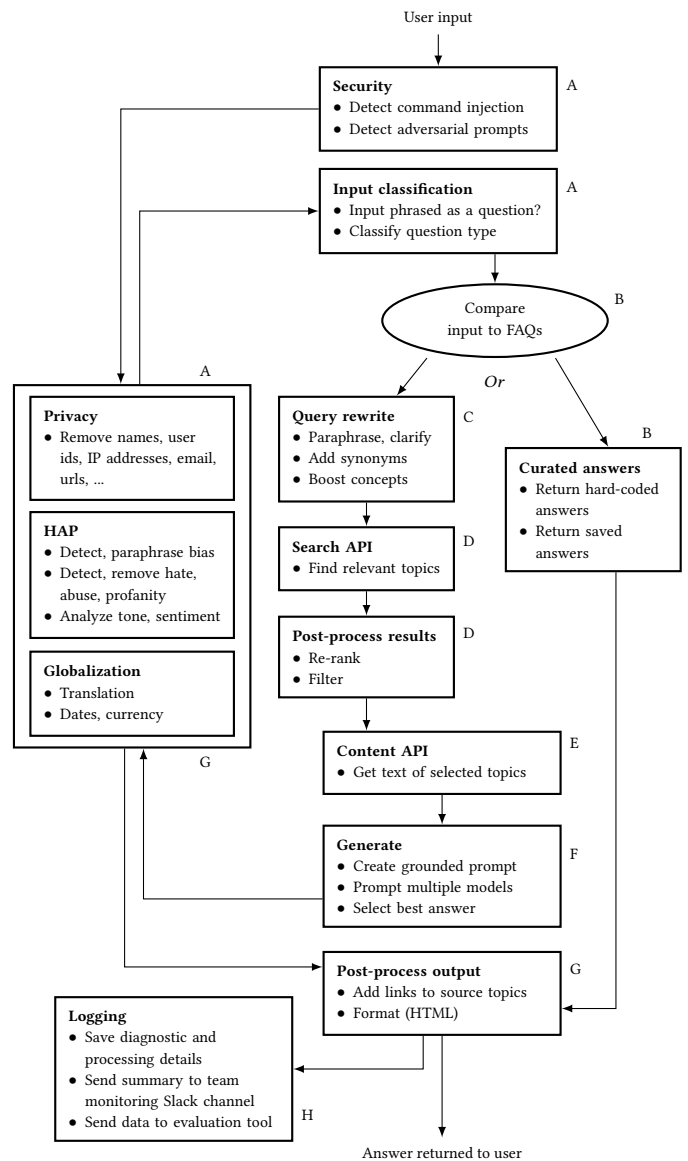 User input
Security
● Detect command injection
● Detect adversarial prompts
A
Input classification
● Input phrased as a question?
● Classify question type
A
Compare
input to FAQs
B
Or
A
Privacy
● Remove names, user
ids, IP addresses, email,
urls, ...
HAP
● Detect, paraphrase bias
● Detect, remove hate,
abuse, profanity
● Analyze tone, sentiment
Globalization
● Translation
● Dates, currency
G
Query rewrite
● Paraphrase, clarify
● Add synonyms
● Boost concepts
C
Search API
● Find relevant topics
D
Post-process results
● Re-rank
● Filter
D
B
Curated answers
● Return hard-coded
answers
● Return saved
answers
Content API
● Get text of selected topics
E
Generate
● Create grounded prompt
● Prompt multiple models
● Select best answer
F
Post-process output
● Add links to source topics
● Format (HTML)
G
Logging
● Save diagnostic and
processing details
● Send summary to team
monitoring Slack channel
● Send data to evaluation tool
H
Answer returned to user